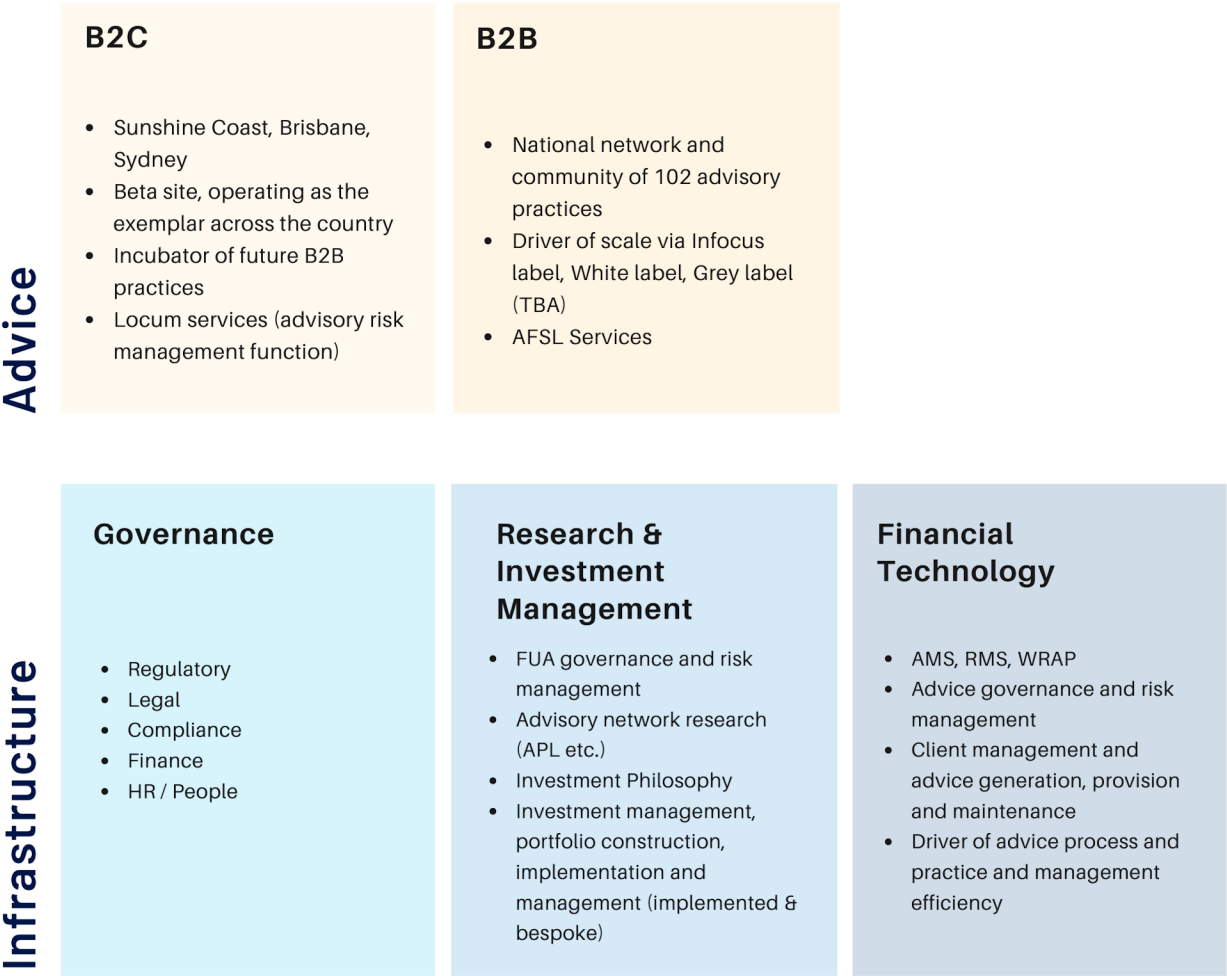 Advice
B2C
• Sunshine Coast, Brisbane,
Sydney
• Beta site, operating as the
exemplar across the country
• Incubator of future B2B
practices
• Locum services (advisory risk
management function)
B2B
• National network and
community of 102 advisory
practices
• Driver of scale via Infocus
label, White label, Grey label
(TBA)
• AFSL Services
Infrastructure
Governance
• Regulatory
• Legal
• Compliance
• Finance
• HR / People
Research &
Investment
Management
• FUA governance and risk
management
• Advisory network research
(APL etc.)
• Investment Philosophy
• Investment management,
portfolio construction,
implementation and
management (implemented &
bespoke)
Financial
Technology
• AMS, RMS, WRAP
• Advice governance and risk
management
• Client management and
advice generation, provision
and maintenance
• Driver of advice process and
practice and management
efficiency